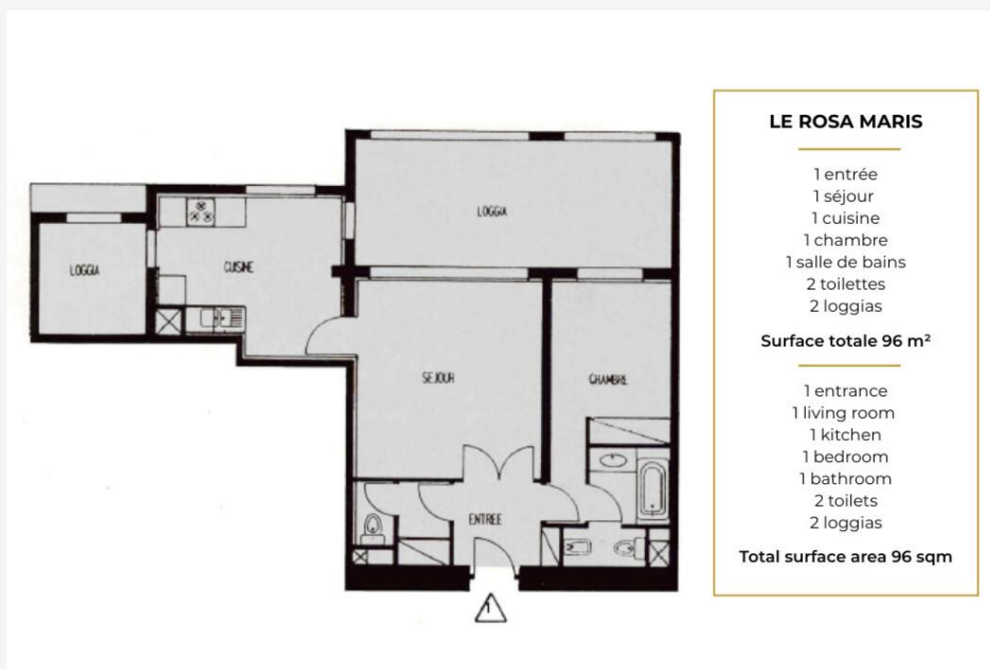 LOGGIA
LOGGIA
CUISINE
SEJOUR
CHAMBRE
ENTREE
1
LE ROSA MARIS
1 entrée
1 séjour
1 cuisine
1 chambre
1 salle de bains
2 toilettes
2 loggias
Surface totale 96 m²
1 entrance
1 living room
1 kitchen
1 bedroom
1 bathroom
2 toilets
2 loggias
Total surface area 96 sqm